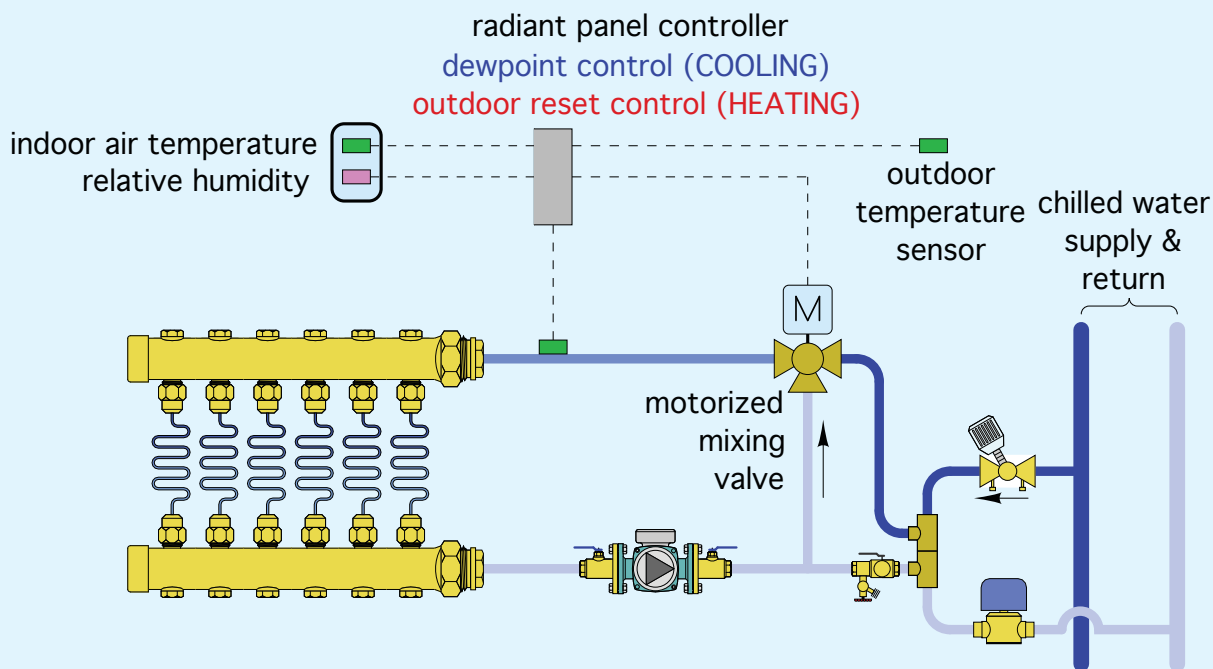 radiant panel controller
dewpoint control (COOLING)
outdoor reset control (HEATING)
indoor air temperature
relative humidity
outdoor
temperature
sensor
chilled water
supply &
return
M
motorized
mixing
valve